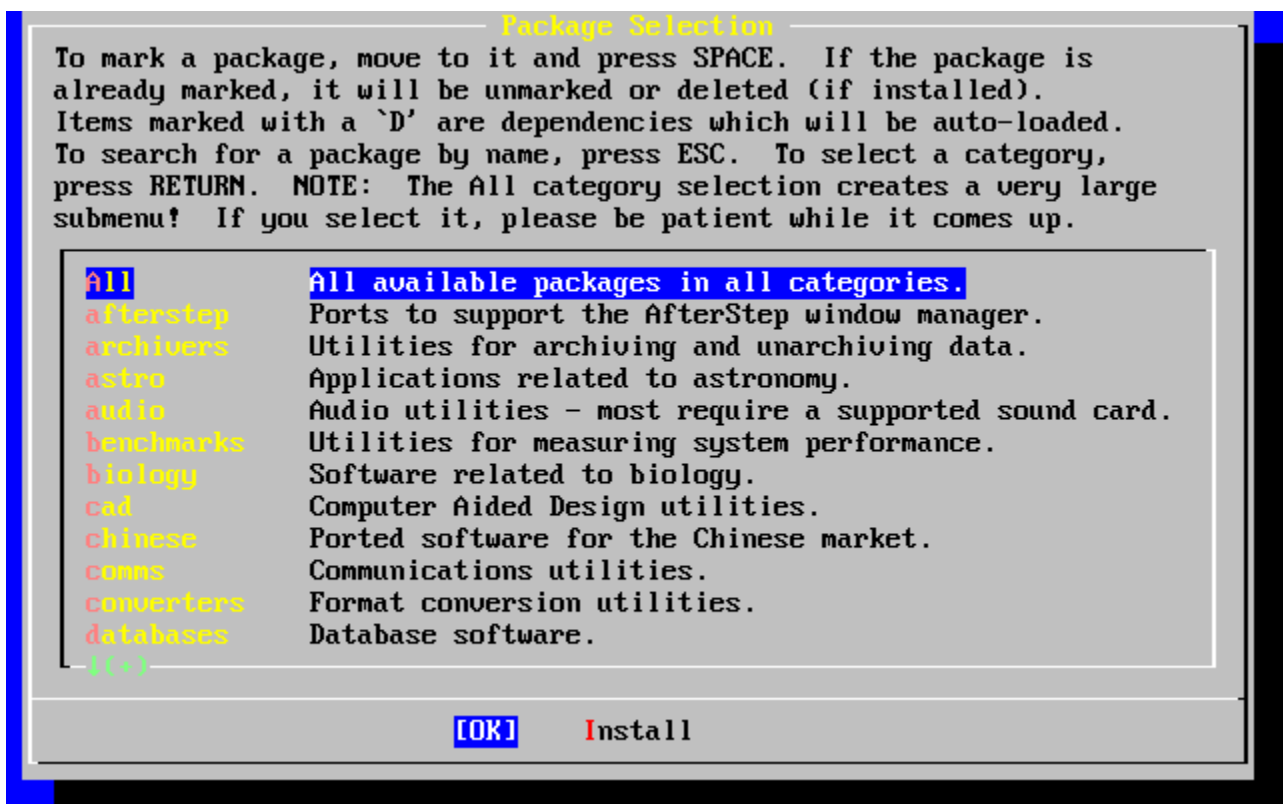 Package Selection
To mark a package, move to it and press SPACE.  If the package is
already marked, it will be unmarked or deleted (if installed).
Items marked with a `D' are dependencies which will be auto-loaded.
To search for a package by name, press ESC.  To select a category,
press RETURN.  NOTE:  The All category selection creates a very large
submenu!  If you select it, please be patient while it comes up.
All All available packages in all categories.
afterstep Ports to support the AfterStep window manager.
archivers Utilities for archiving and unarchiving data.
astro Applications related to astronomy.
audio Audio utilities - most require a supported sound card.
benchmarks Utilities for measuring system performance.
biology Software related to biology.
cad Computer Aided Design utilities.
chinese Ported software for the Chinese market.
comms Communications utilities.
converters Format conversion utilities.
databases Database software.
↓(+)
[OK] Install